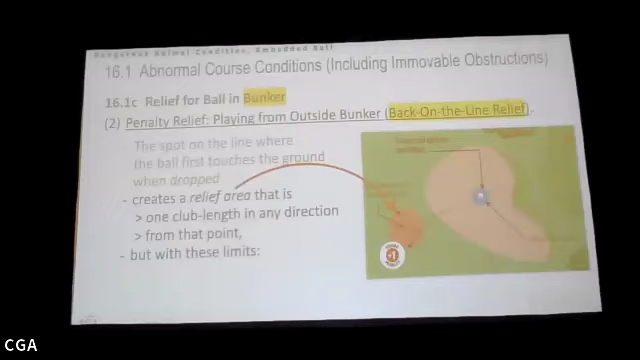 Dangerous Animal Condition, Embedded Ball
16.1 Abnormal Course Conditions (Including Immovable Obstructions)
16.1c Relief for Ball in Bunker
(2) Penalty Relief: Playing from Outside Bunker (Back-On-the-Line Relief).
The spot on the line where
the ball first touches the ground
when dropped
- creates a relief area that is
> one club-length in any direction
> from that point,
- but with these limits:
CGA